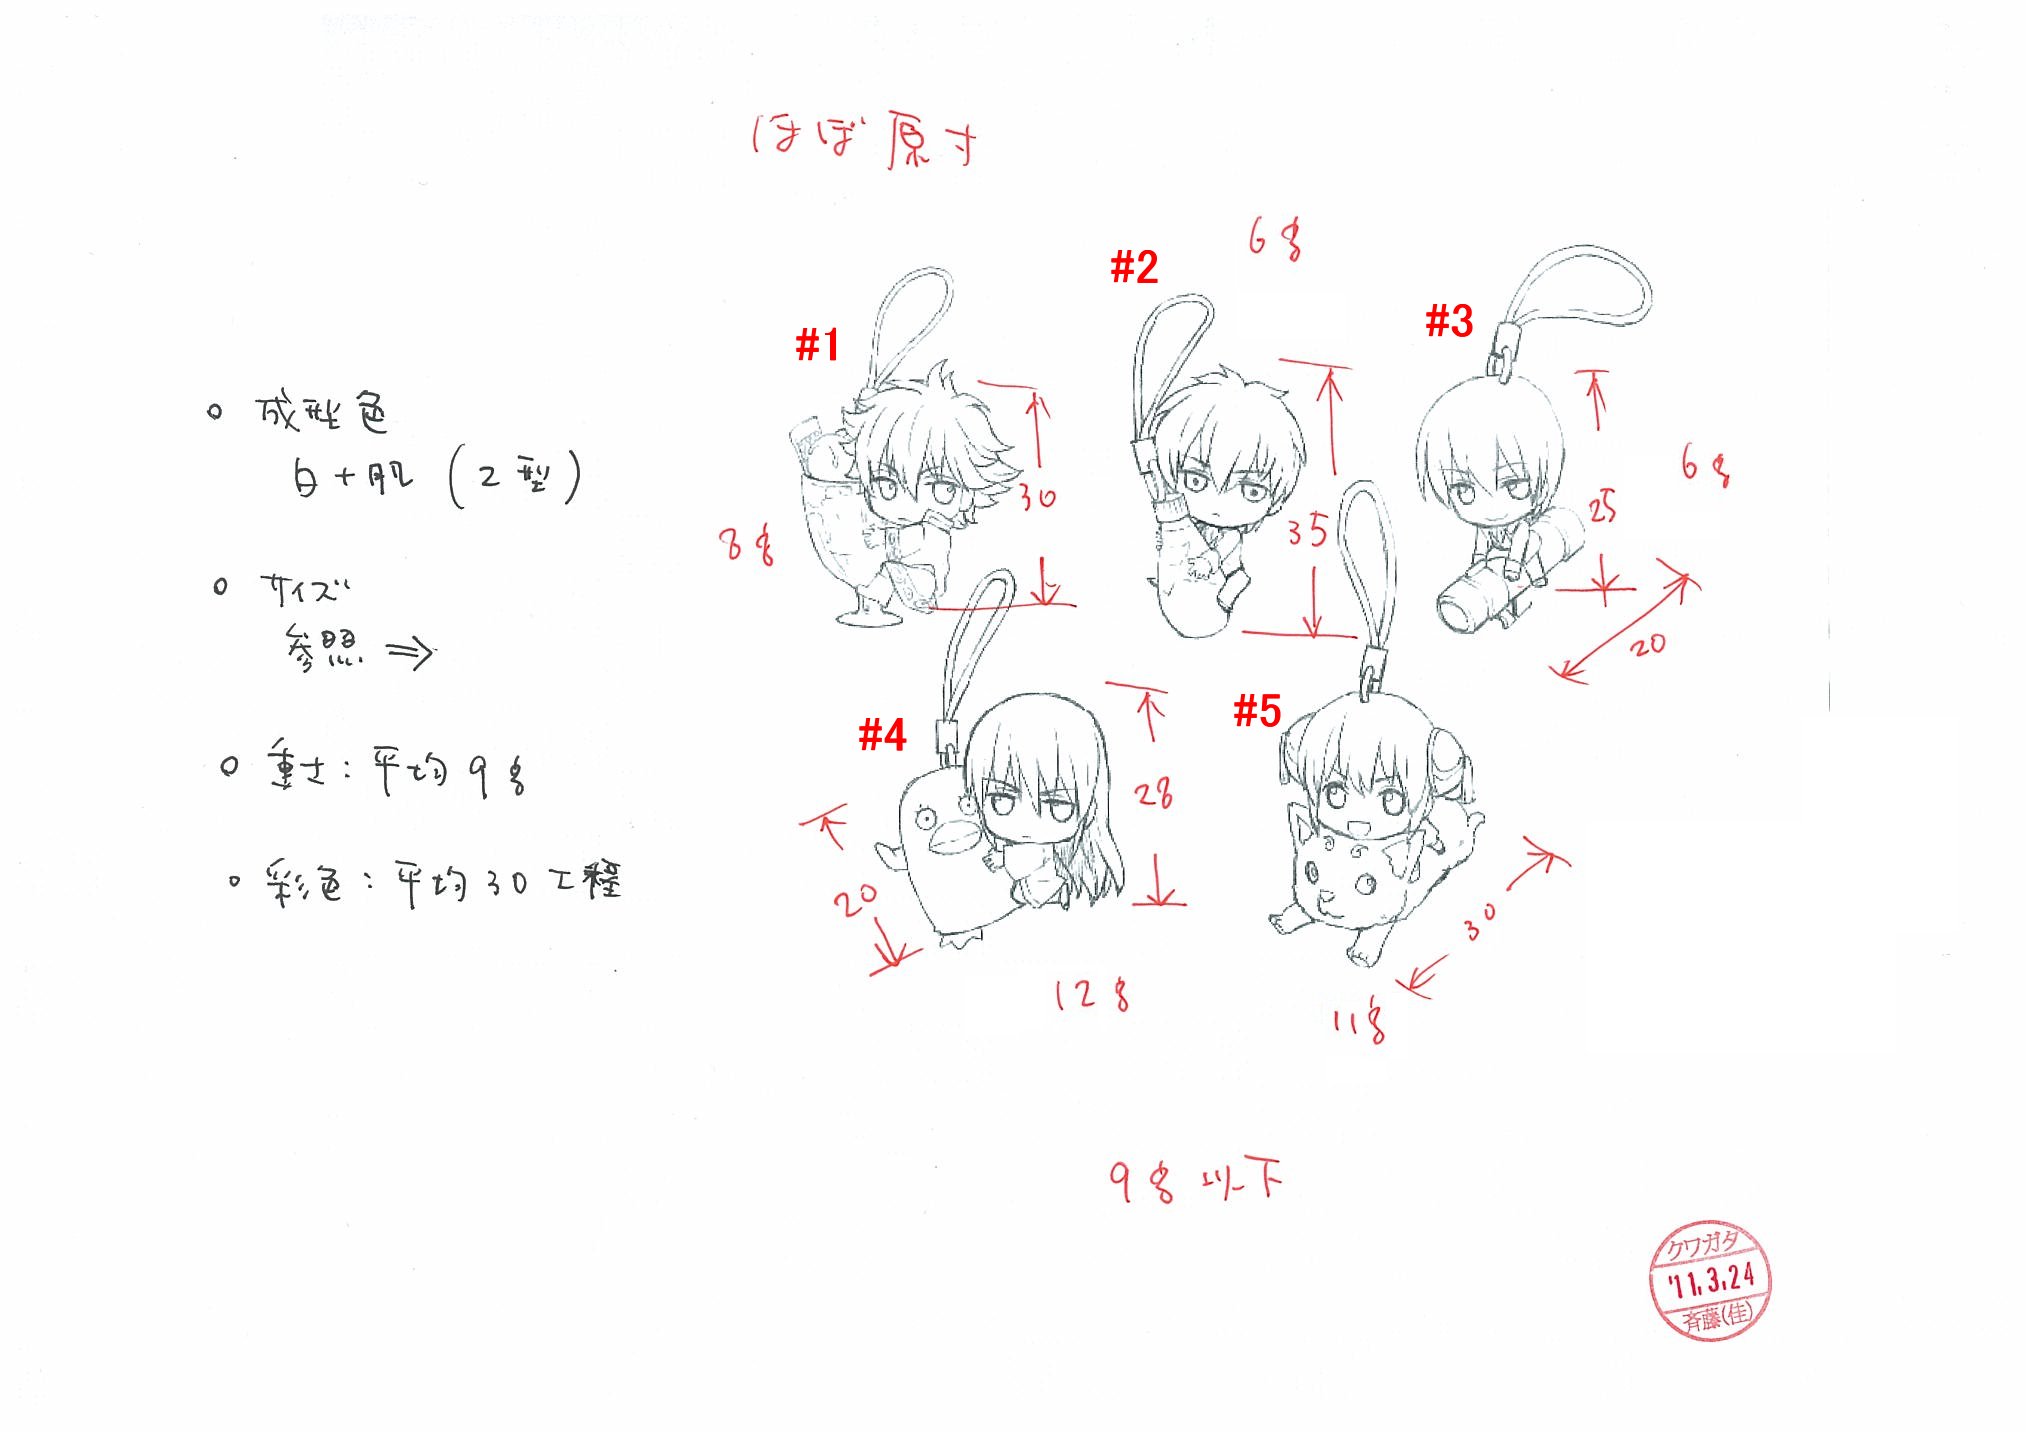 ほぼ原寸
• 成型色
白+肌(2型)
• サイズ
参照 ⇒
• 重さ:平均9g
• 彩色:平均30工程
#1
30
8g
#2
6g
35
#3
6g
25
20
#4
28
20
12g
#5
30
11g
9g以下
クワガタ
'11.3.24
斉藤(佳)